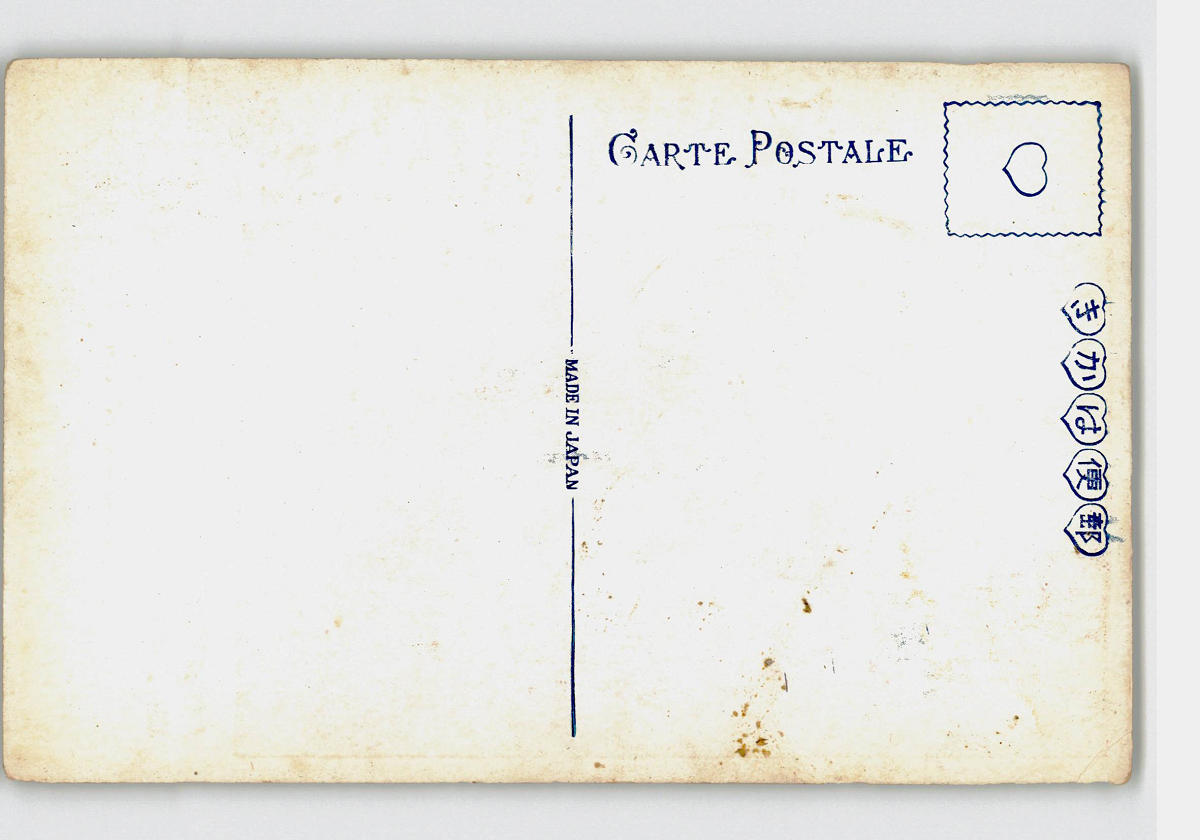 CARTE POSTALE
MADE IN JAPAN
郵便はかき